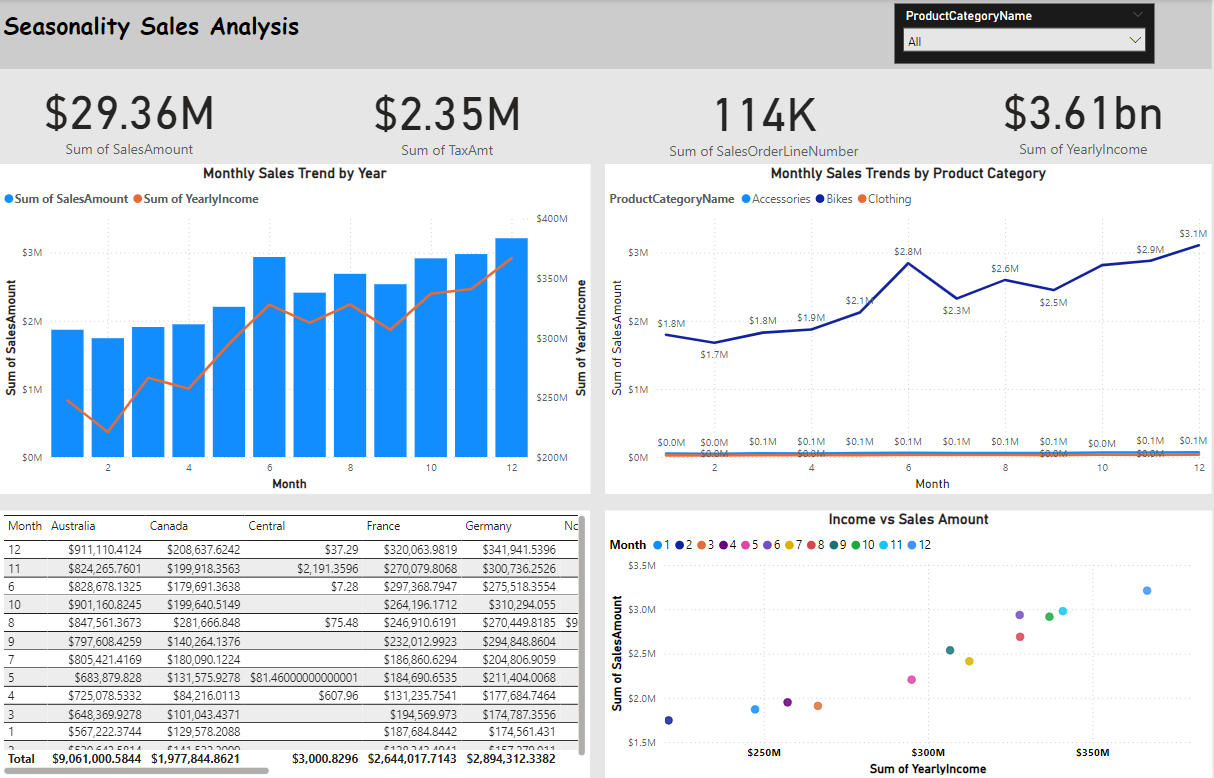 Seasonality Sales Analysis
ProductCategoryName
All
$29.36M
Sum of SalesAmount
$2.35M
Sum of TaxAmt
114K
Sum of SalesOrderLineNumber
$3.61bn
Sum of YearlyIncome
Monthly Sales Trend by Year
Sum of SalesAmount Sum of YearlyIncome
Sum of SalesAmount
$3M
$2M
$1M
$0M
$400M
$350M
$300M
$250M
$200M
Sum of YearlyIncome
2 4 6 8 10 12
Month
Monthly Sales Trends by Product Category
ProductCategoryName Accessories Bikes Clothing
Sum of SalesAmount
$3M
$2M
$1M
$0M
$1.8M $1.7M $1.8M $1.9M $2.1M $2.8M $2.3M $2.6M $2.5M $2.9M $3.1M
$0.0M $0.0M $0.1M $0.1M $0.1M $0.1M $0.1M $0.1M $0.1M $0.0M $0.1M $0.1M
$0.0M $0.0M $0.0M $0.0M
2 4 6 8 10 12
Month
Month Australia Canada Central France Germany Nc
12 $911,110.4124 $208,637.6242 $37.29 $320,063.9819 $341,941.5396
11 $824,265.7601 $199,918.3563 $2,191.3596 $270,079.8068 $300,736.2526
6 $828,678.1325 $179,691.3638 $7.28 $297,368.7947 $275,518.3554
10 $901,160.8245 $199,640.5149 $264,196.1712 $310,294.055
8 $847,561.3673 $281,666.848 $75.48 $246,910.6191 $270,449.8185 $9
9 $797,608.4259 $140,264.1376 $232,012.9923 $294,848.8604
7 $805,421.4169 $180,090.1224 $186,860.6294 $204,806.9059
5 $683,879.828 $131,575.9278 $81.46000000000001 $184,690.6535 $211,404.0068
4 $725,078.5332 $84,216.0113 $607.96 $131,235.7541 $177,684.7464
3 $648,369.9278 $101,043.4371 $194,569.973 $174,787.3556
1 $567,222.3744 $129,578.2088 $187,684.8442 $174,561.431
Total $9,061,000.5844 $1,977,844.8621 $3,000.8296 $2,644,017.7143 $2,894,312.3382
Income vs Sales Amount
Month 1 2 3 4 5 6 7 8 9 10 11 12
Sum of SalesAmount
$3.5M
$3.0M
$2.5M
$2.0M
$1.5M
$250M $300M $350M
Sum of YearlyIncome